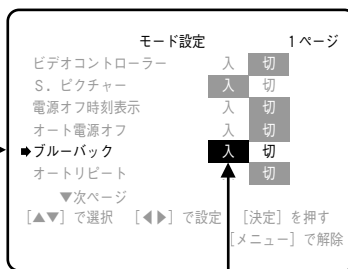 モード設定 1ページ
ビデオコントローラー 入 切
S．ピクチャー 入 切
電源オフ時刻表示 入 切
オート電源オフ 入 切
➡ブルーバック 入 切
オートリピート 入 切
▼次ページ
［▲▼］で選択 ［◀▶］で設定 ［決定］を押す
［メニュー］で解除